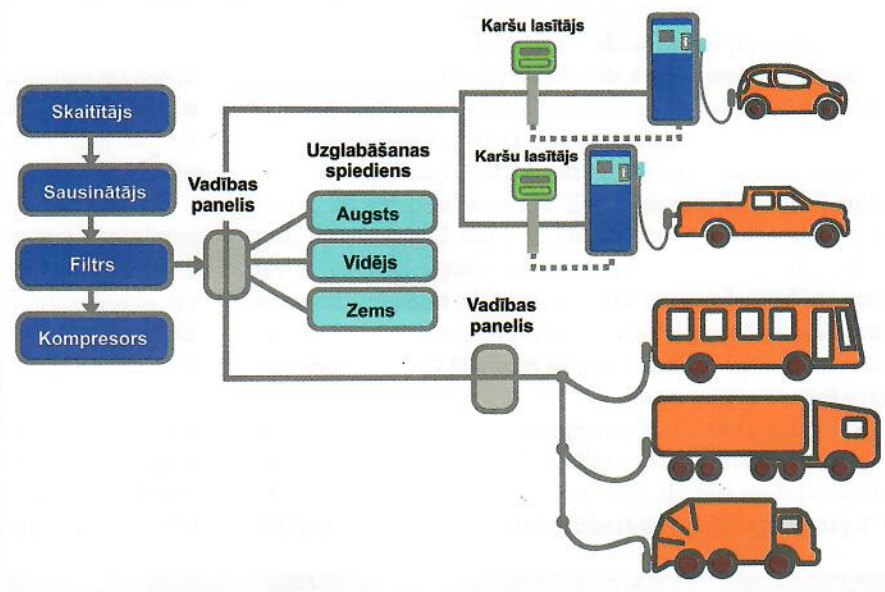 Karšu lasītājs
Skaitītājs
Sausinātājs
Filtrs
Kompresors
Vadības
panelis
Uzglabāšanas
spiediens
Augsts
Vidējs
Zems
Karšu lasītājs
Vadības
panelis